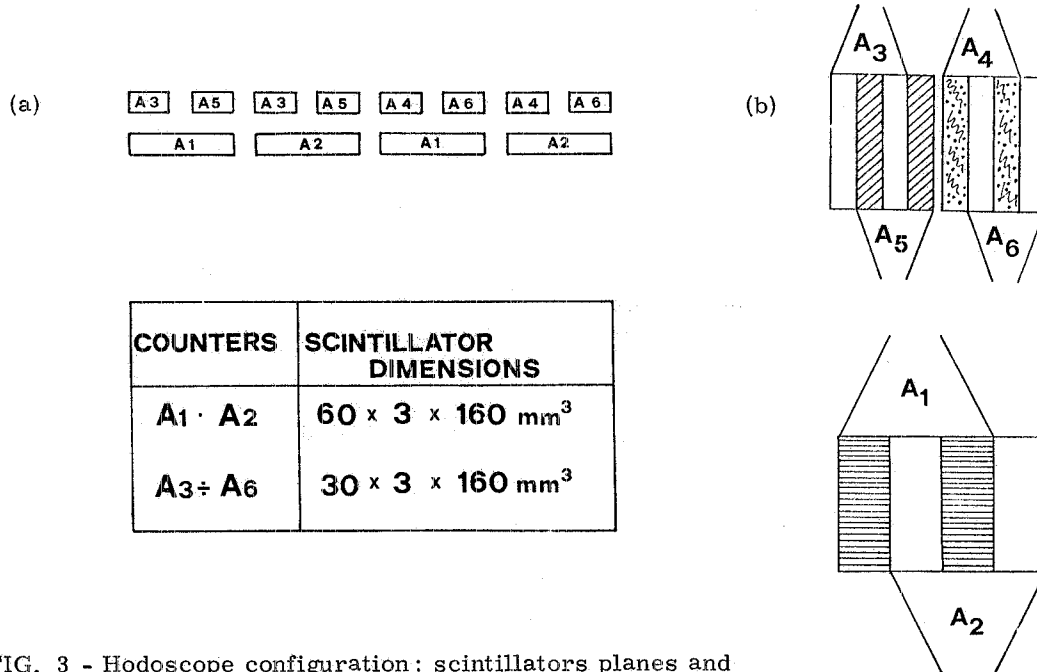 (a)
A3 A5 A3 A5 A4 A6 A4 A6
A1 A2 A1 A2
COUNTERS SCINTILLATOR
DIMENSIONS
A1 · A2 60 x 3 x 160 mm³
A3 ÷ A6 30 x 3 x 160 mm³
(b)
A3 A4
A5 A6
A1
A2
FIG. 3 - Hodoscope configuration: scintillators planes and